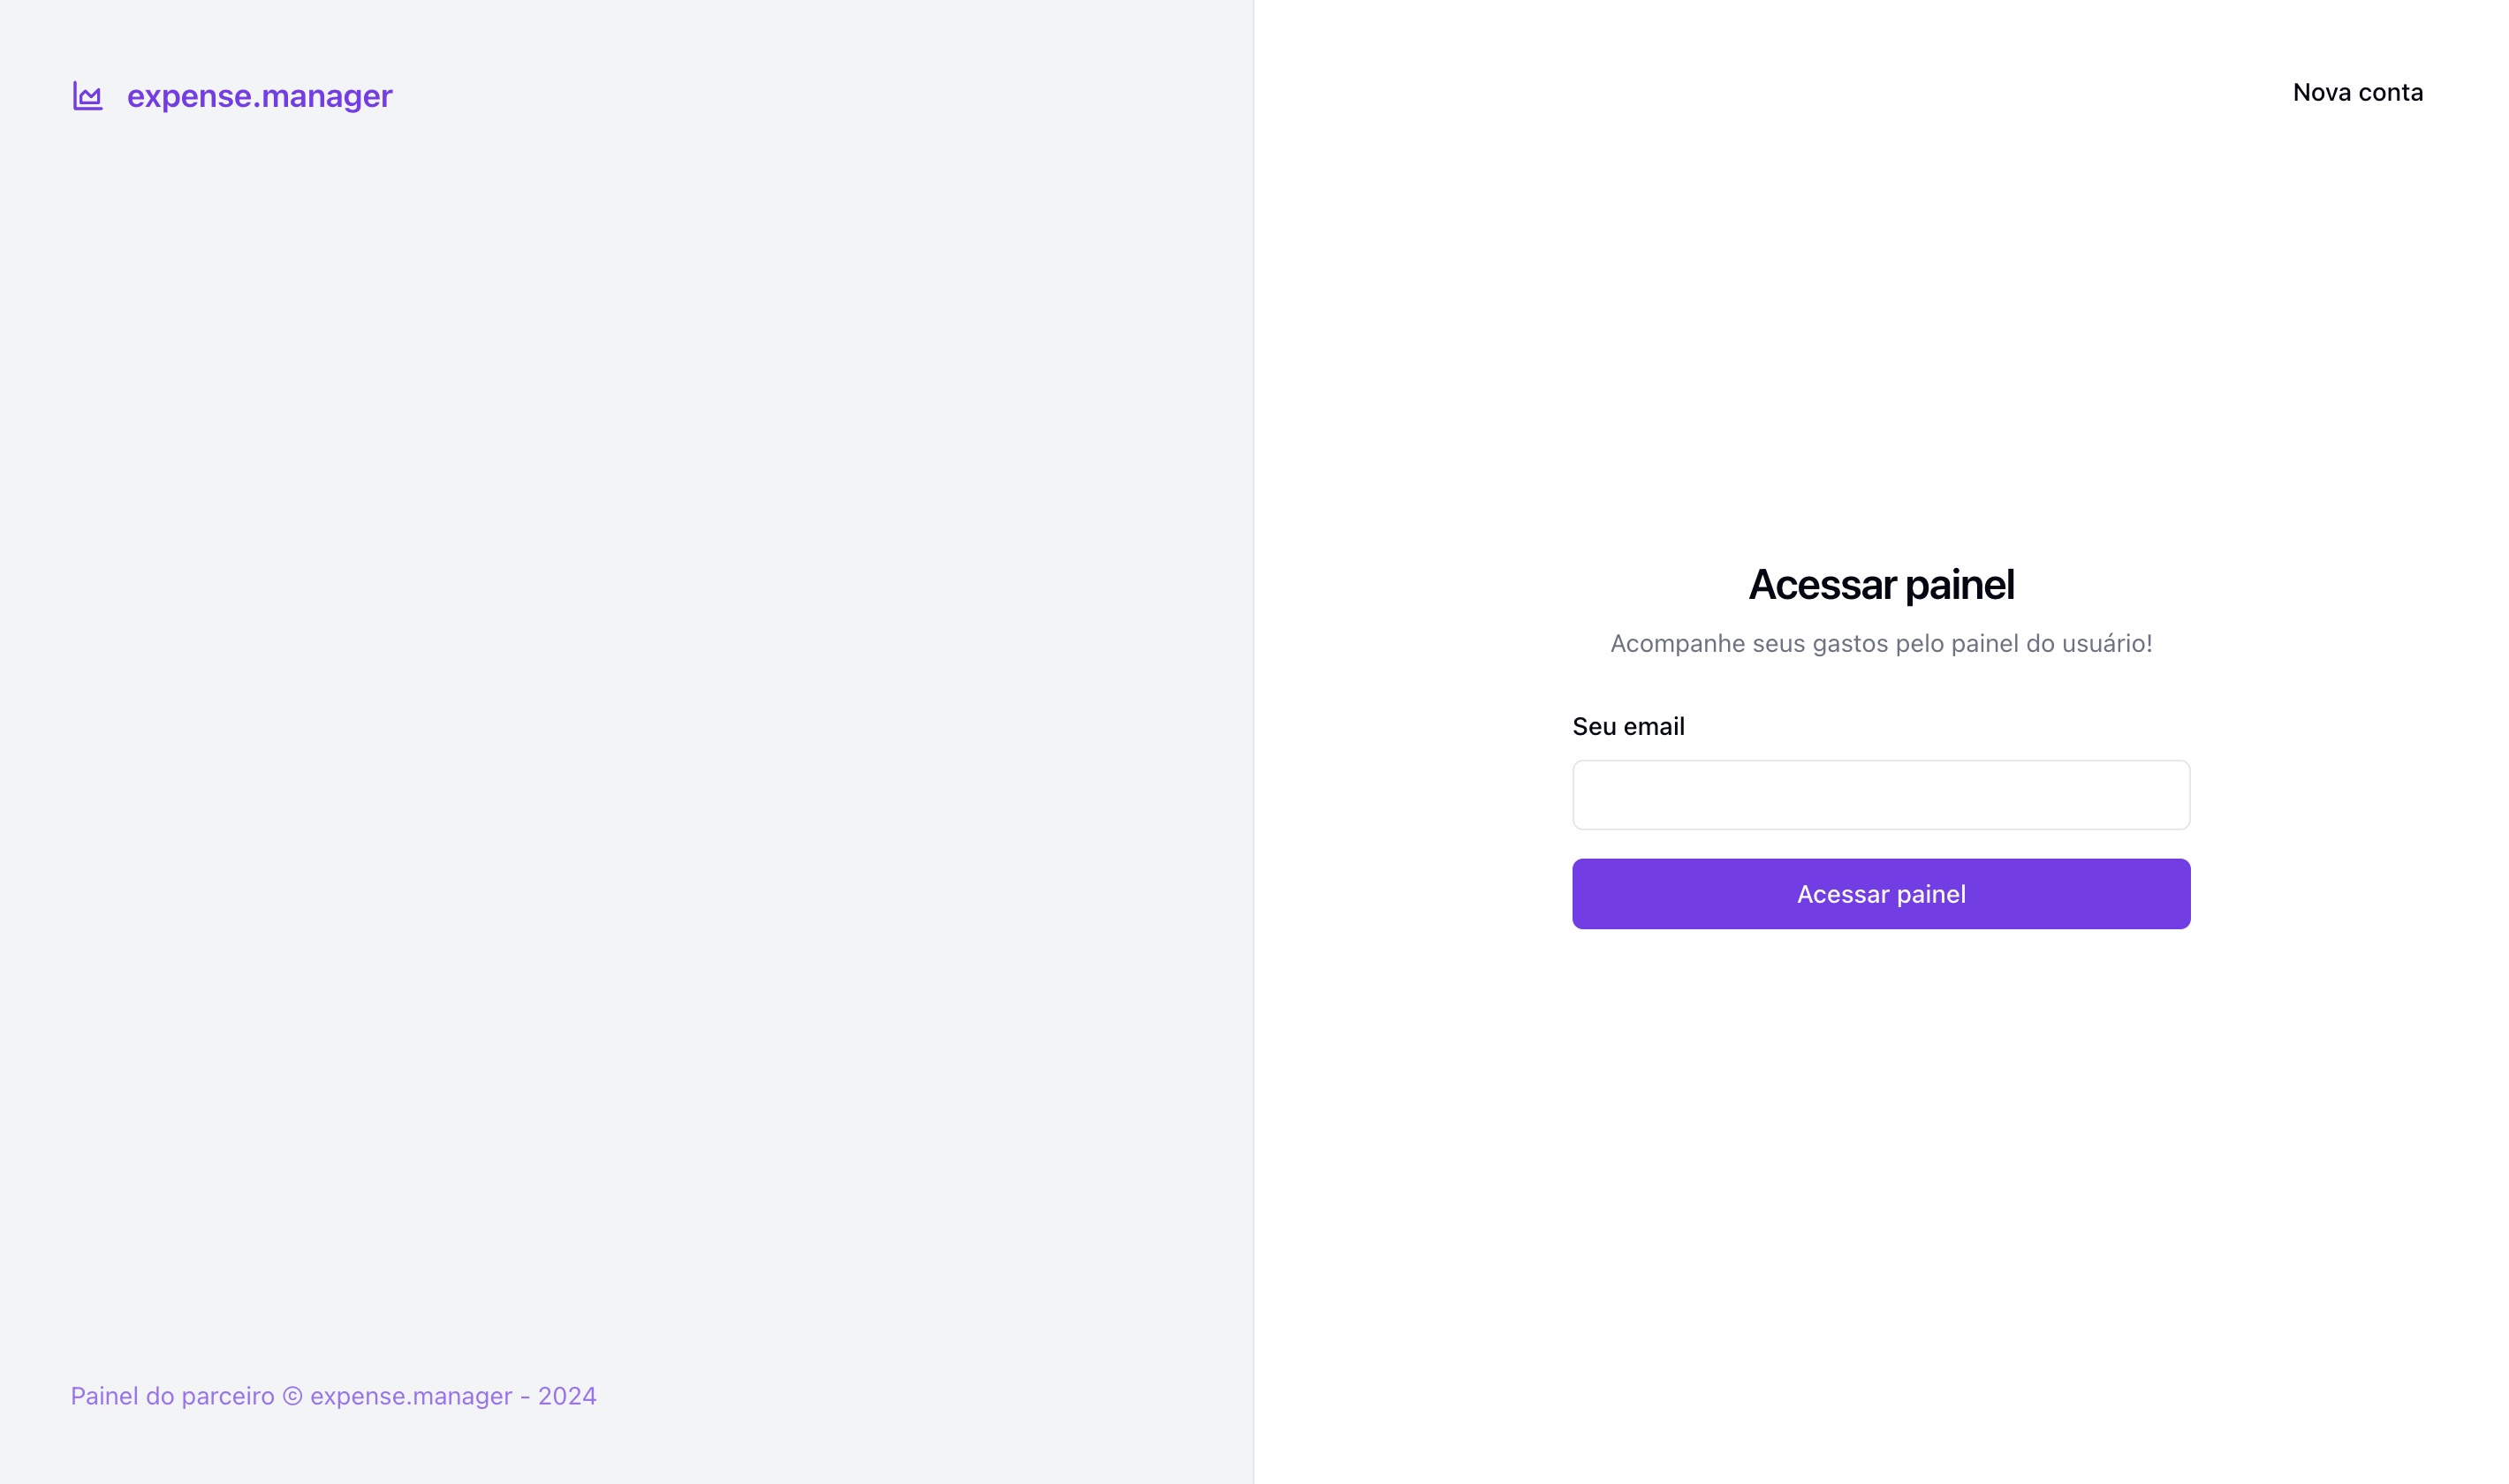 expense.manager
Nova conta
Acessar painel
Acompanhe seus gastos pelo painel do usuário!
Seu email
Acessar painel
Painel do parceiro © expense.manager - 2024